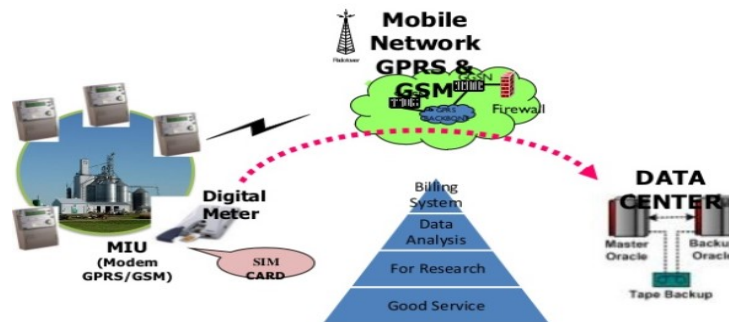 Mobile
Network
GPRS &
GSM
GGSN
Firewall
BACKBONE
Digital
Meter
MIU
(Modem
GPRS/GSM)
SIM
CARD
Billing
System
Data
Analysis
For Research
Good Service
DATA
CENTER
Master
Oracle
Backup
Oracle
Tape Backup